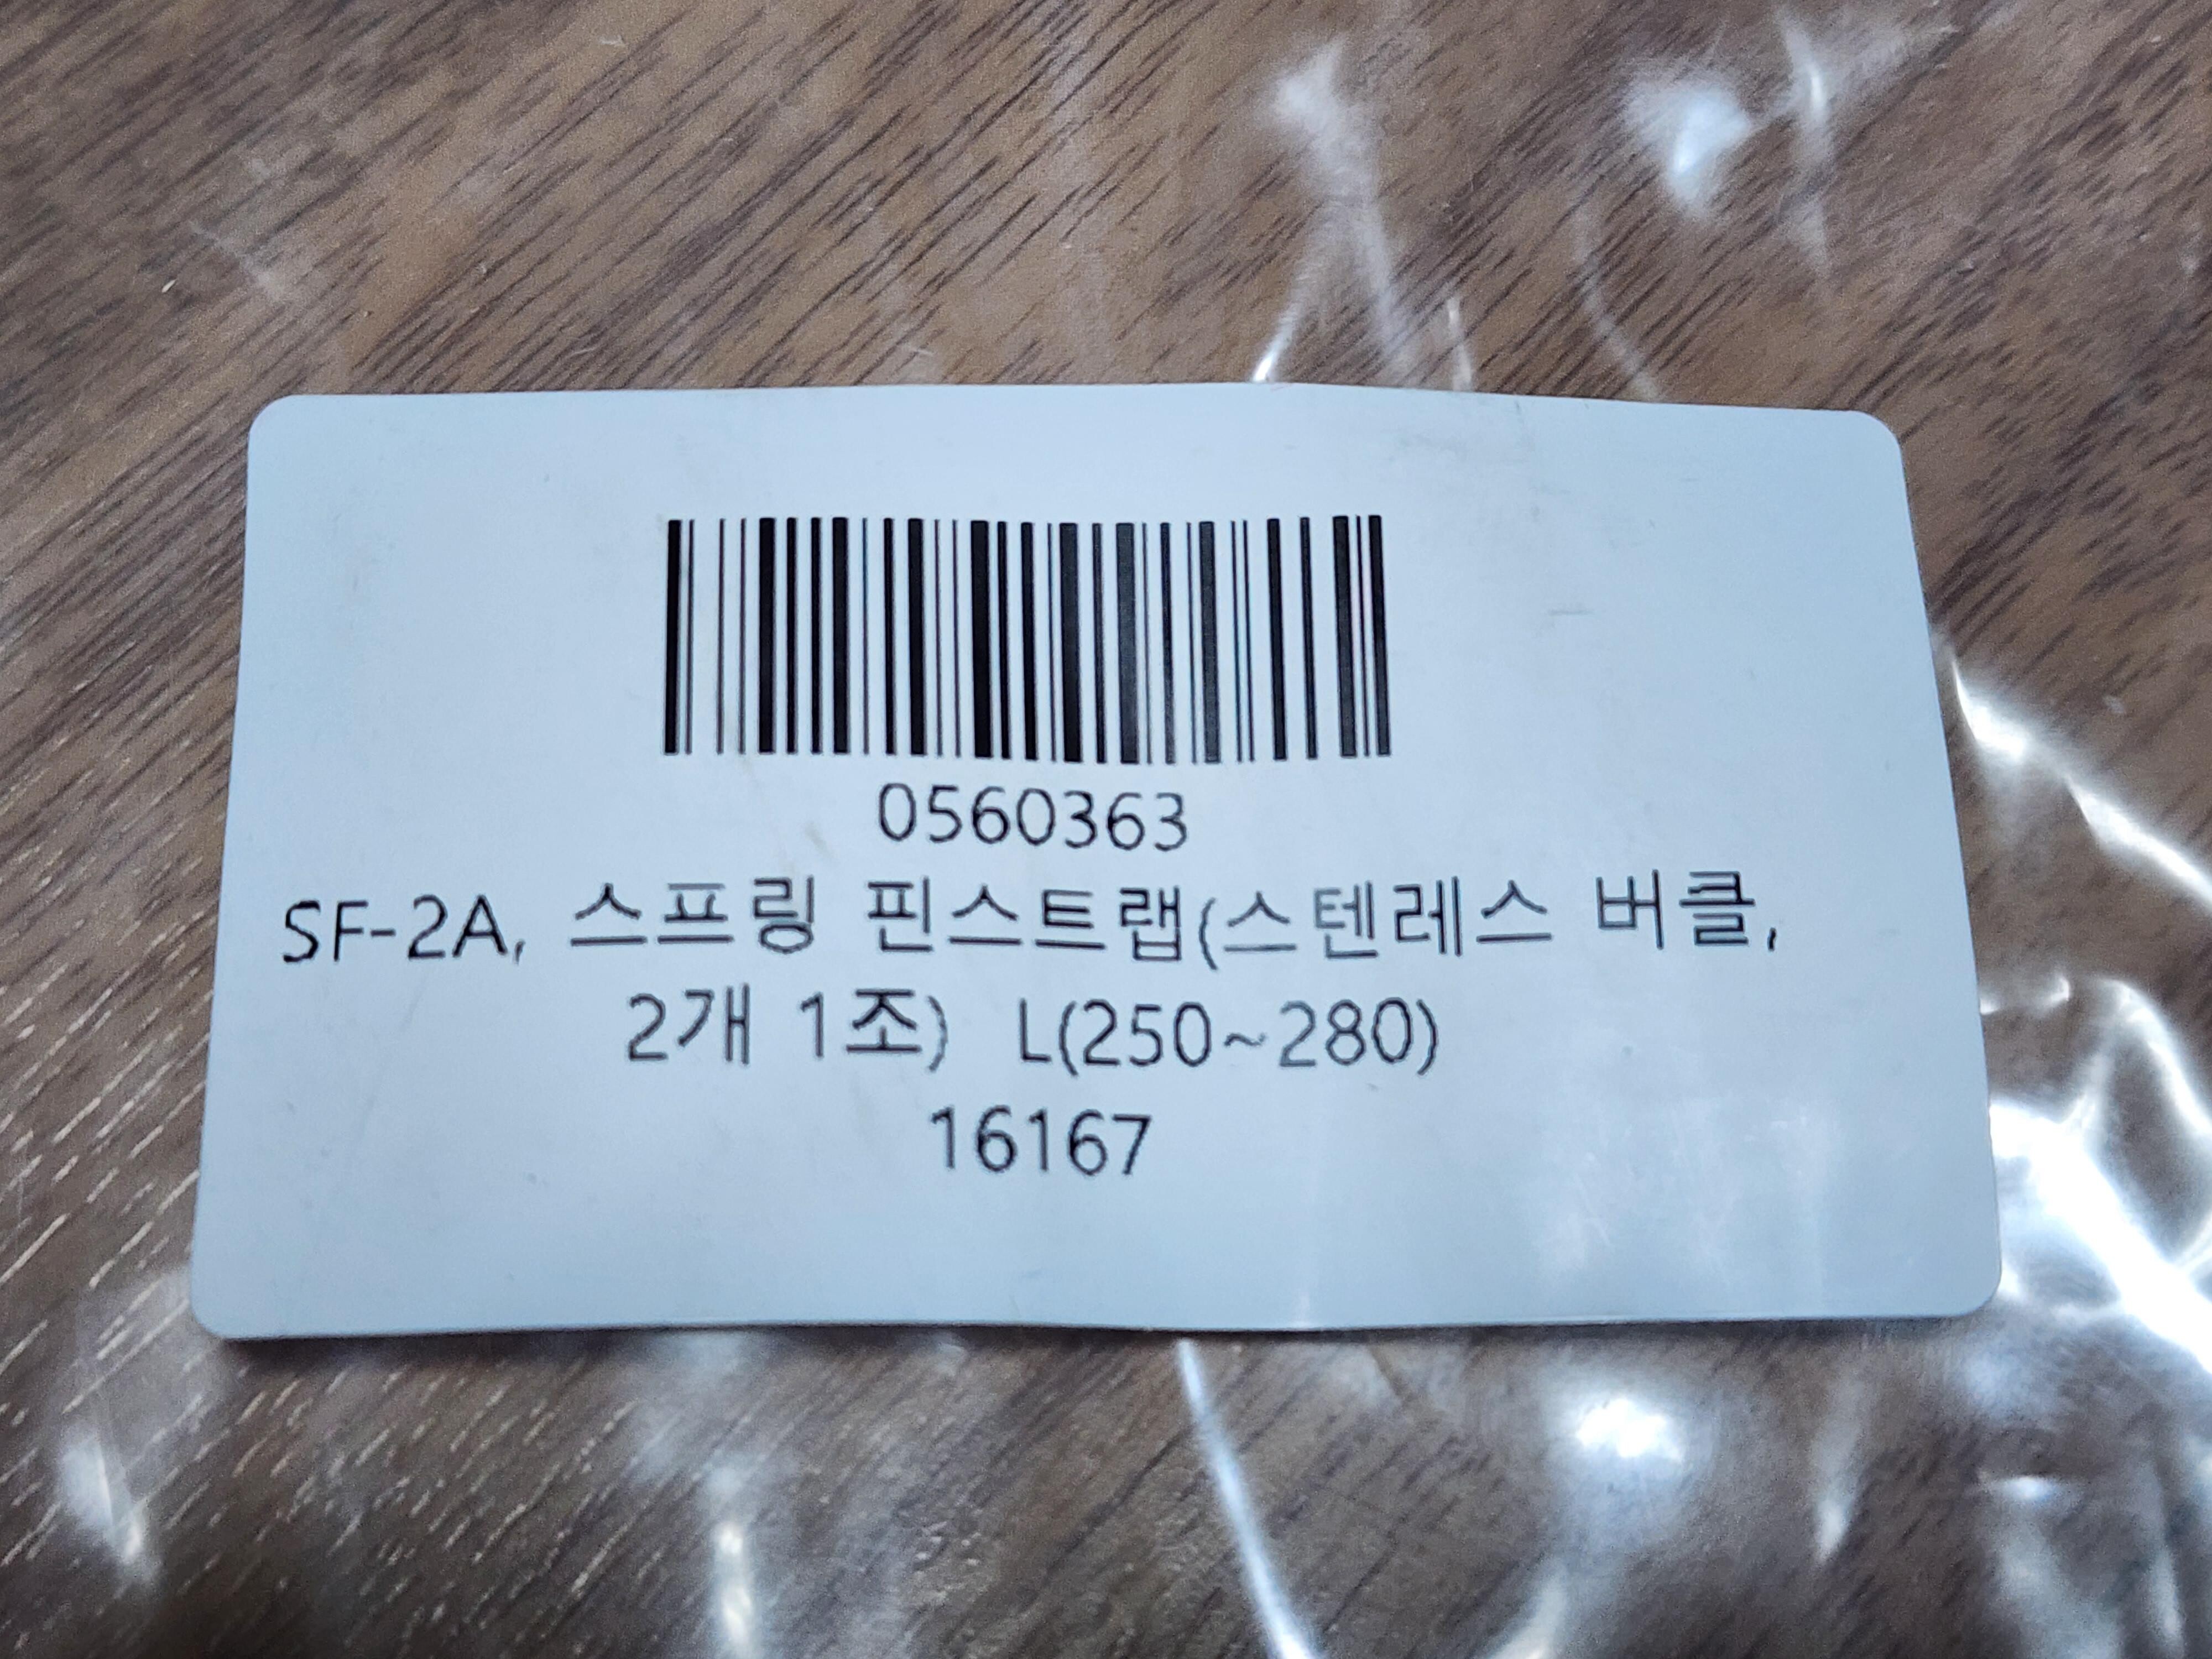 0560363
SF-2A, 스프링 핀스트랩(스텐레스 버클,
2개 1조) L(250~280)
16167